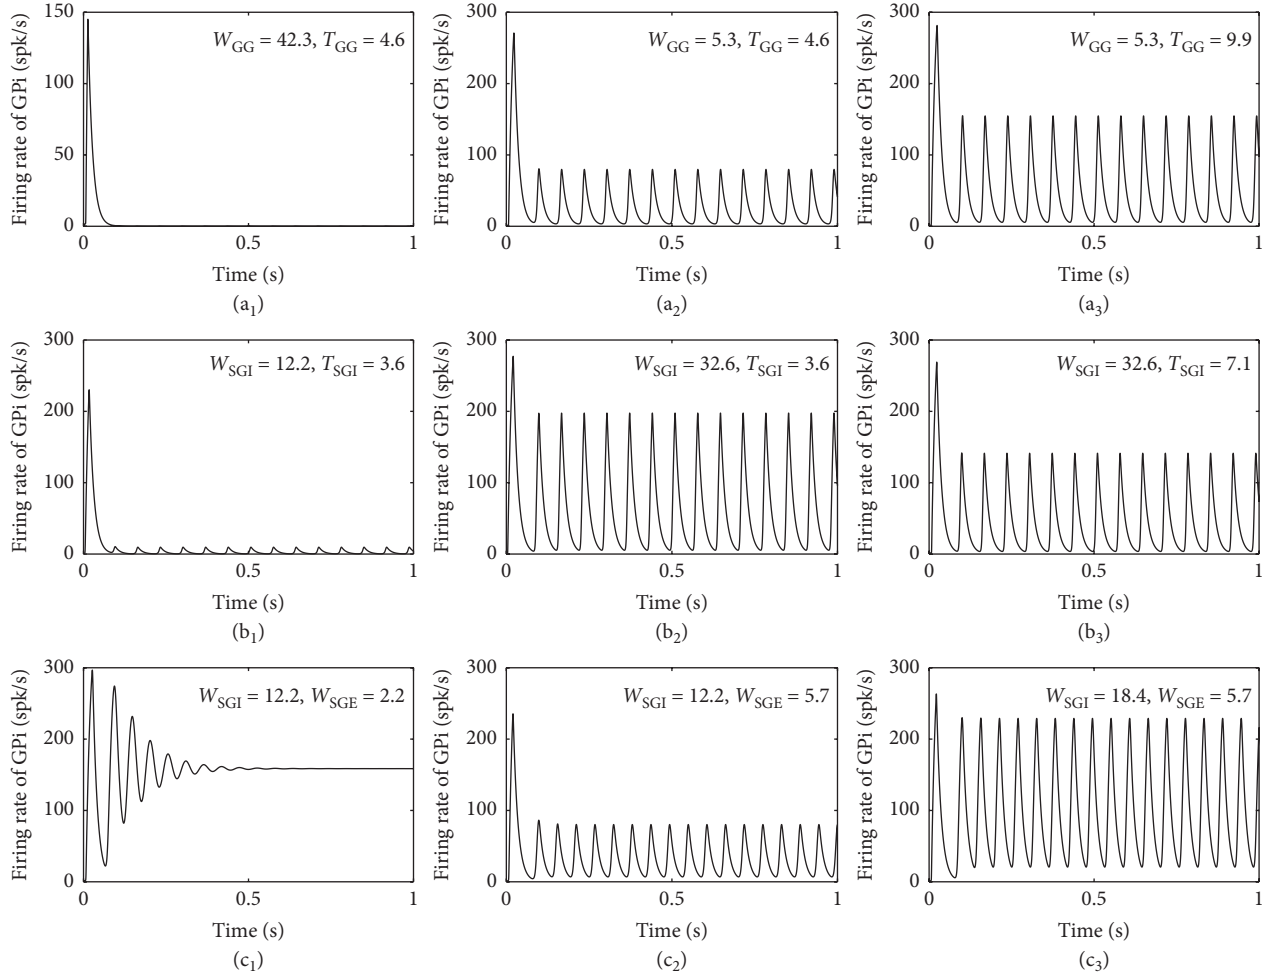 Firing rate of GPi (spk/s)
150
100
50
0
0
0.5
1
W_GG = 42.3, T_GG = 4.6
Time (s)
(a₁)
Firing rate of GPi (spk/s)
300
200
100
0
0
0.5
1
W_GG = 5.3, T_GG = 4.6
Time (s)
(a₂)
Firing rate of GPi (spk/s)
300
200
100
0
0
0.5
1
W_GG = 5.3, T_GG = 9.9
Time (s)
(a₃)
Firing rate of GPi (spk/s)
300
200
100
0
0
0.5
1
W_SGI = 12.2, T_SGI = 3.6
Time (s)
(b₁)
Firing rate of GPi (spk/s)
300
200
100
0
0
0.5
1
W_SGI = 32.6, T_SGI = 3.6
Time (s)
(b₂)
Firing rate of GPi (spk/s)
300
200
100
0
0
0.5
1
W_SGI = 32.6, T_SGI = 7.1
Time (s)
(b₃)
Firing rate of GPi (spk/s)
300
200
100
0
0
0.5
1
W_SGI = 12.2, W_SGE = 2.2
Time (s)
(c₁)
Firing rate of GPi (spk/s)
300
200
100
0
0
0.5
1
W_SGI = 12.2, W_SGE = 5.7
Time (s)
(c₂)
Firing rate of GPi (spk/s)
300
200
100
0
0
0.5
1
W_SGI = 18.4, W_SGE = 5.7
Time (s)
(c₃)